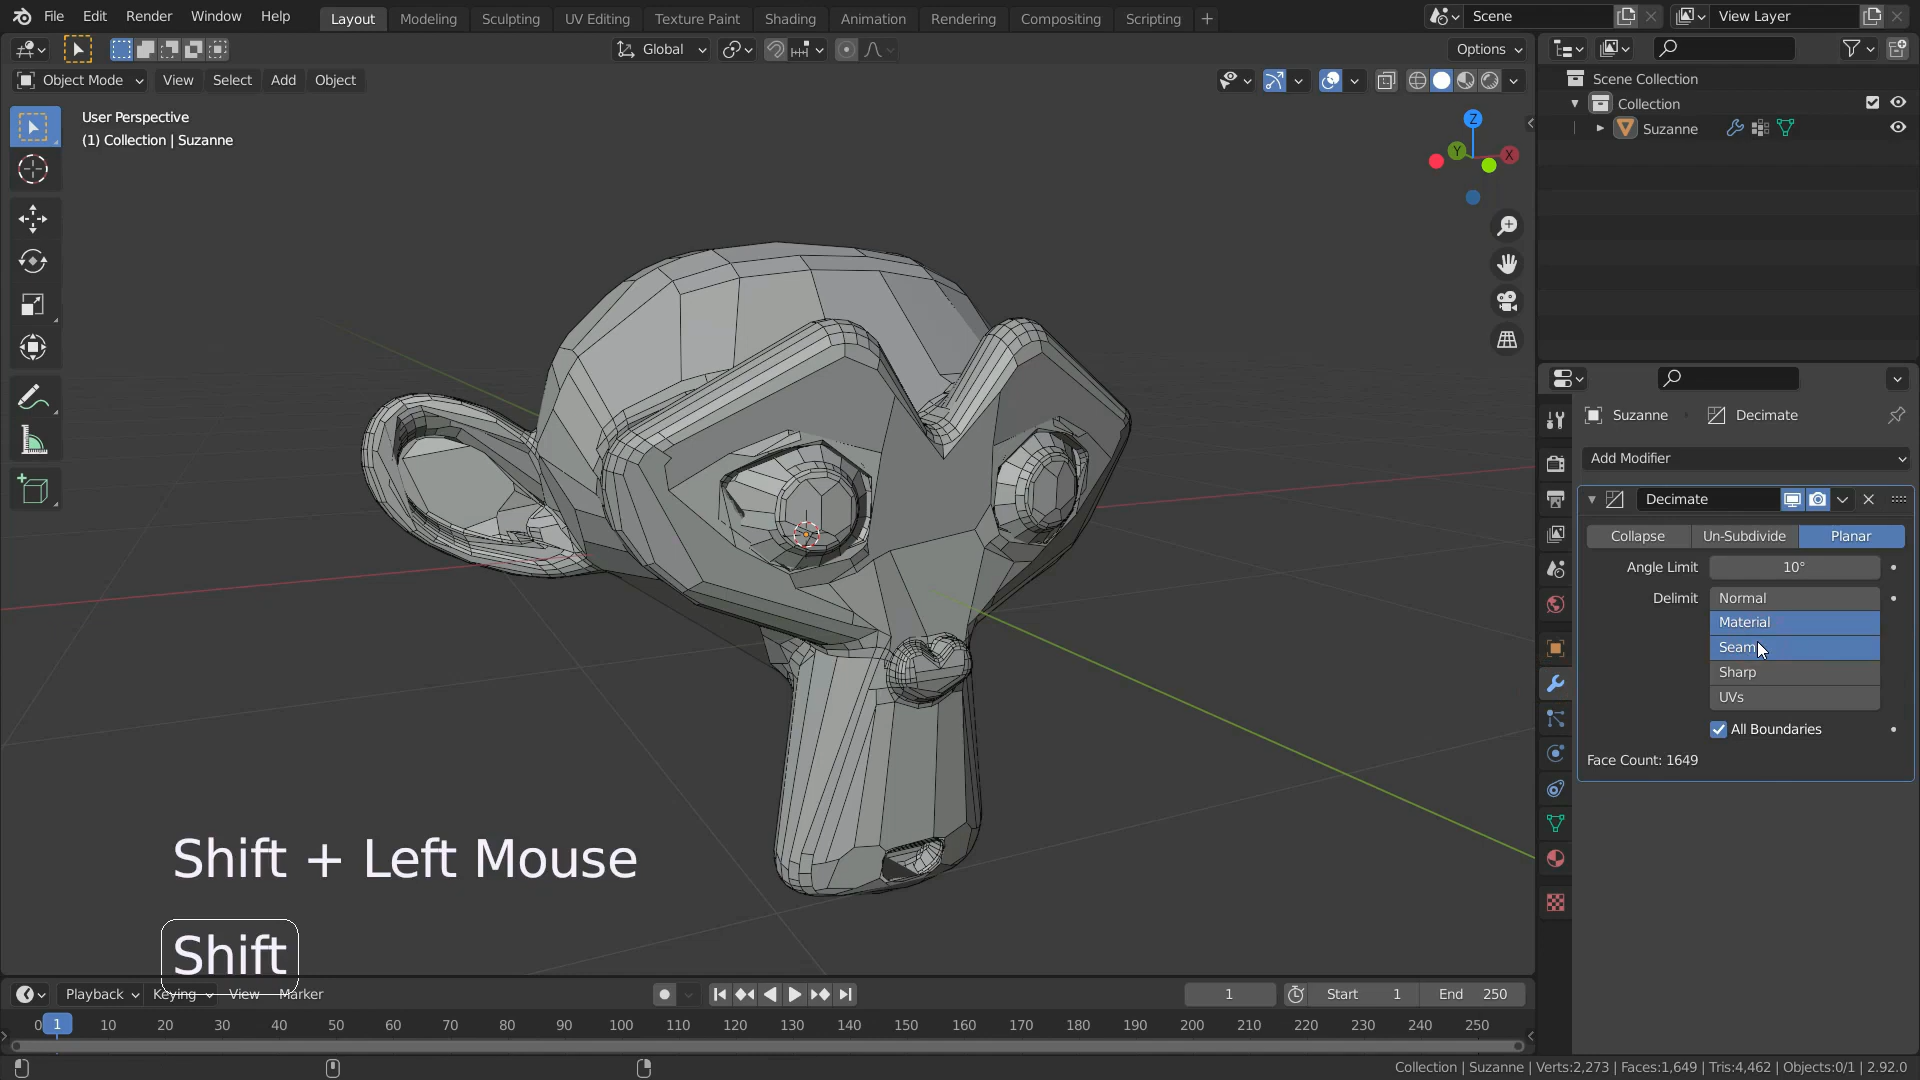 File Edit Render Window Help Layout Modeling Sculpting UV Editing Texture Paint Shading Animation Rendering Compositing Scripting + Scene View Layer
Global Options
Object Mode View Select Add Object
User Perspective
(1) Collection | Suzanne
Z
Y
X
Scene Collection
Collection
Suzanne
Suzanne Decimate
Add Modifier
Decimate
Collapse Un-Subdivide Planar
Angle Limit 10°
Delimit Normal
Material
Seam
Sharp
UVs
All Boundaries
Face Count: 1649
Shift + Left Mouse
Shift
Playback Keying View Marker 1 Start 1 End 250
0 1 10 20 30 40 50 60 70 80 90 100 110 120 130 140 150 160 170 180 190 200 210 220 230 240 250
Collection | Suzanne | Verts:2,273 | Faces:1,649 | Tris:4,462 | Objects:0/1 | 2.92.0